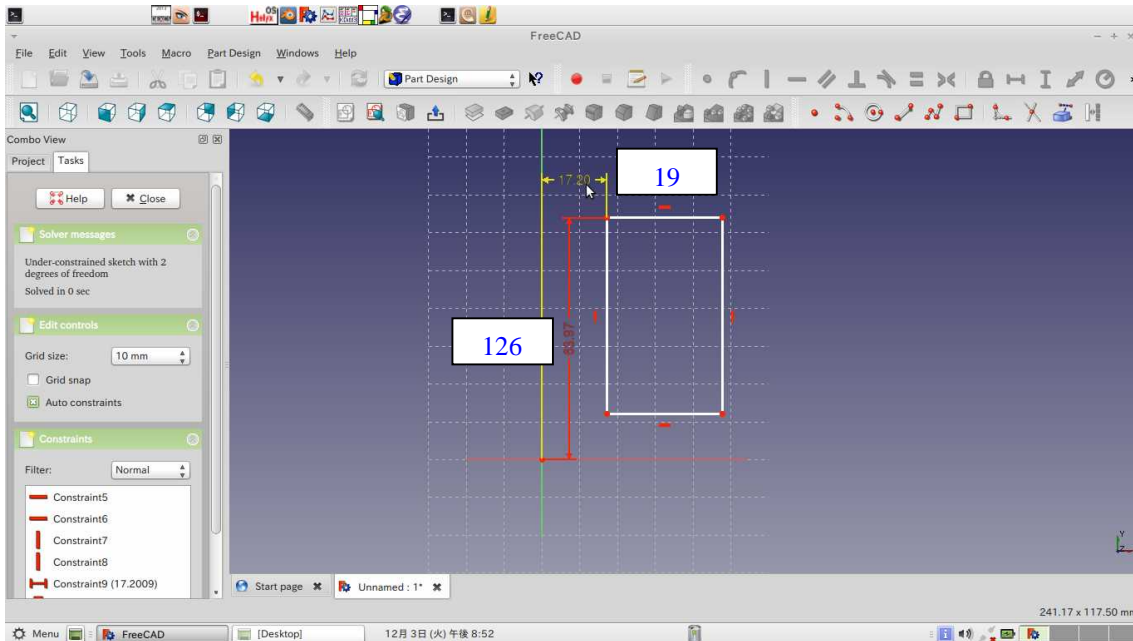 FreeCAD
File Edit View Tools Macro Part Design Windows Help
Part Design
Combo View
Project Tasks
Help Close
Solver messages
Under-constrained sketch with 2
degrees of freedom
Solved in 0 sec
Edit controls
Grid size: 10 mm
Grid snap
Auto constraints
Constraints
Filter: Normal
Constraint5
Constraint6
Constraint7
Constraint8
Constraint9 (17.2009)
17.20
19
126
63.97
Y
Z
Start page Unnamed : 1*
241.17 x 117.50 mm
Menu FreeCAD [Desktop] 12月 3日 (火) 午後 8:52